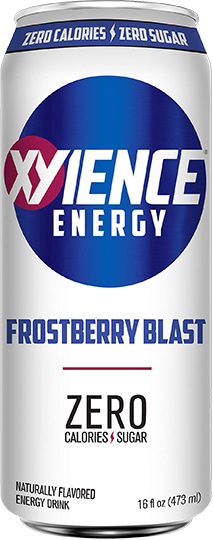 ZERO CALORIES ZERO SUGAR
XYIENCE®
ENERGY
FROSTBERRY BLAST
ZERO
CALORIES SUGAR
NATURALLY FLAVORED
ENERGY DRINK
16 fl oz (473 ml)